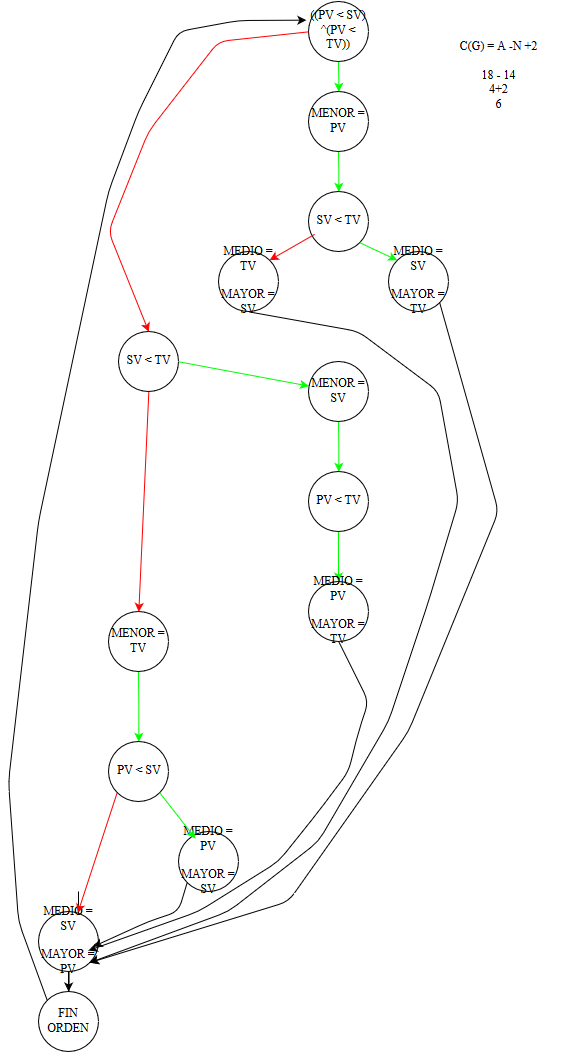 ((PV < SV)
^(PV <
TV))
C(G) = A -N +2
18 - 14
4+2
6
MENOR =
PV
SV < TV
MEDIO =
TV
MAYOR =
SV
MEDIO =
SV
MAYOR =
TV
SV < TV
MENOR =
SV
PV < TV
MEDIO =
PV
MAYOR =
TV
MENOR =
TV
PV < SV
MEDIO =
PV
MAYOR =
SV
MEDIO =
SV
MAYOR =
PV
FIN
ORDEN